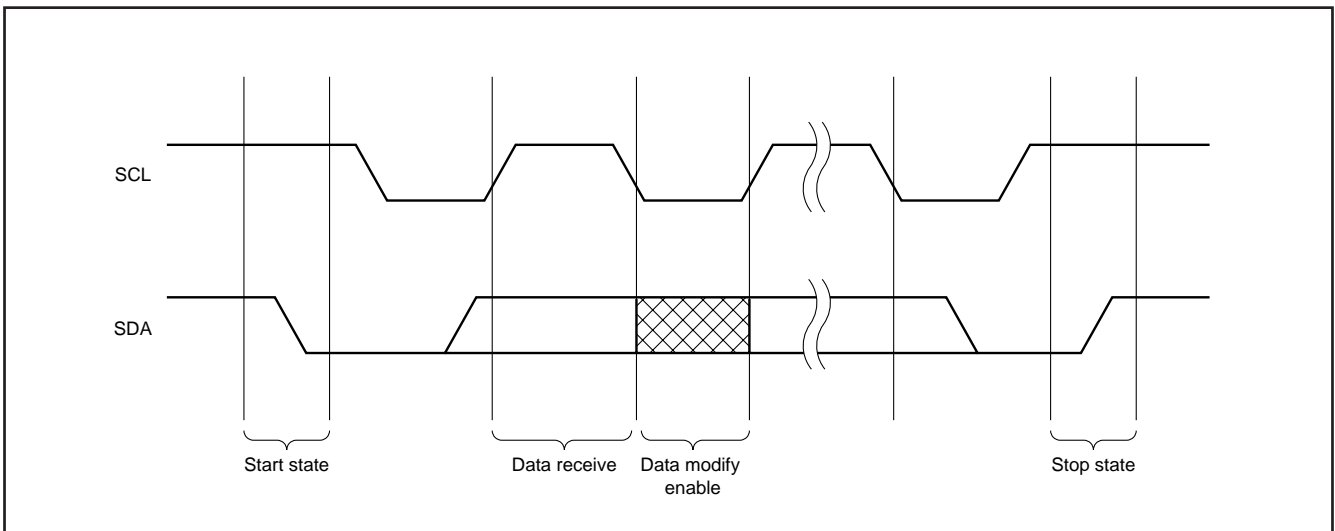 SCL
SDA
Start state
Data receive
Data modify
enable
Stop state